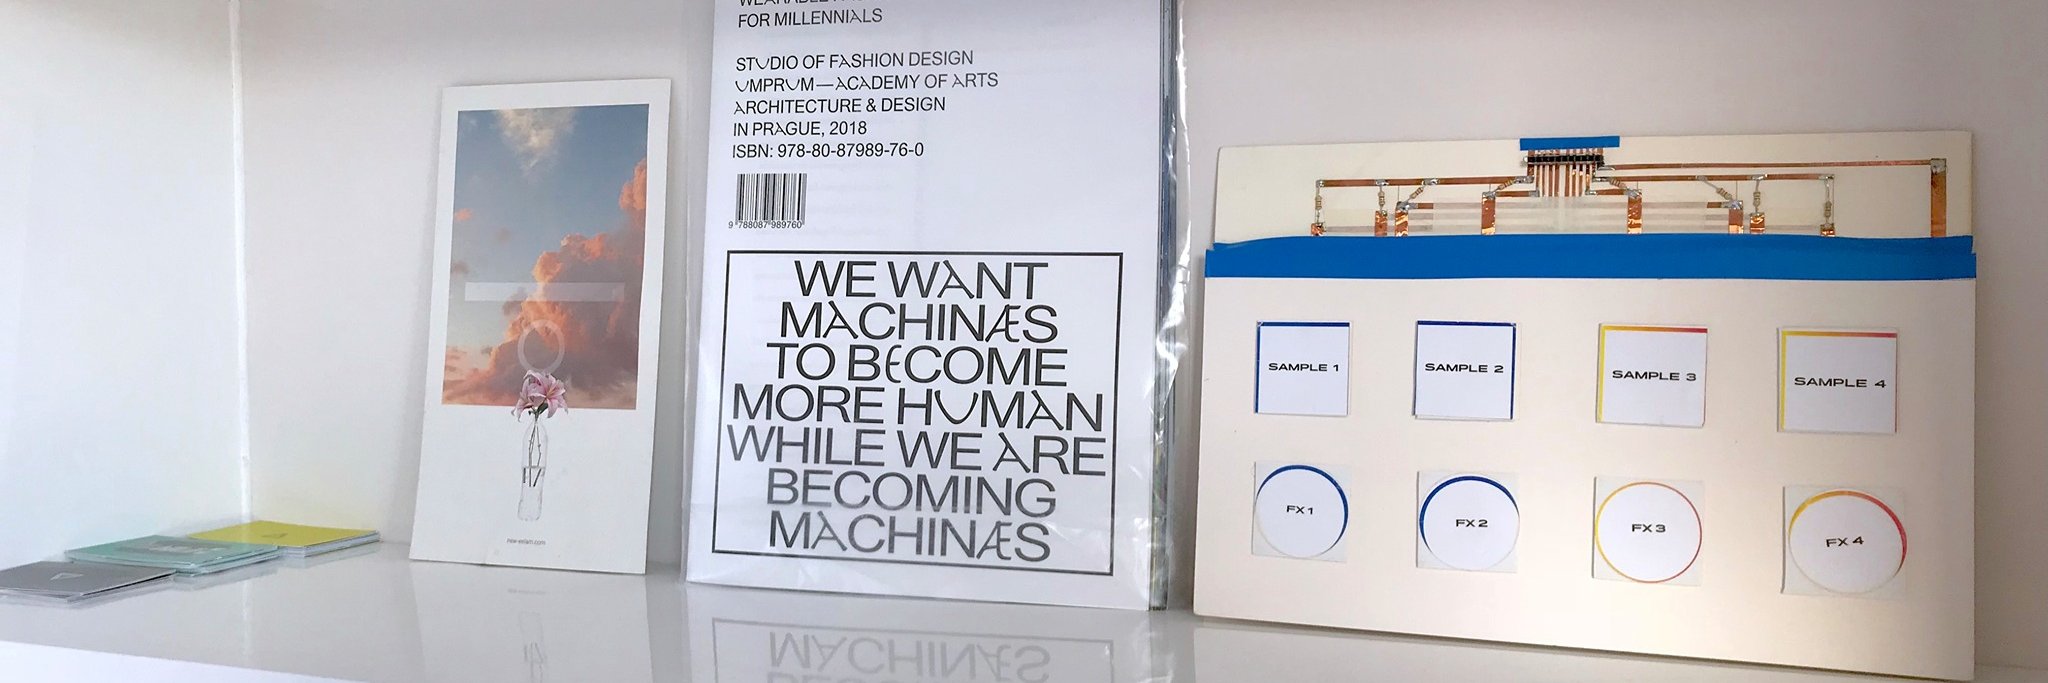 FOR MILLENNIALS
STUDIO OF FASHION DESIGN
UMPRUM—ACADEMY OF ARTS
ARCHITECTURE & DESIGN
IN PRAGUE, 2018
ISBN: 978-80-87989-76-0
9 788087 989760
WE WANT
MACHINÆS
TO BECOME
MORE HUMAN
WHILE WE ARE
BECOMING
MACHINÆS
SAMPLE 1
SAMPLE 2
SAMPLE 3
SAMPLE 4
FX 1
FX 2
FX 3
FX 4